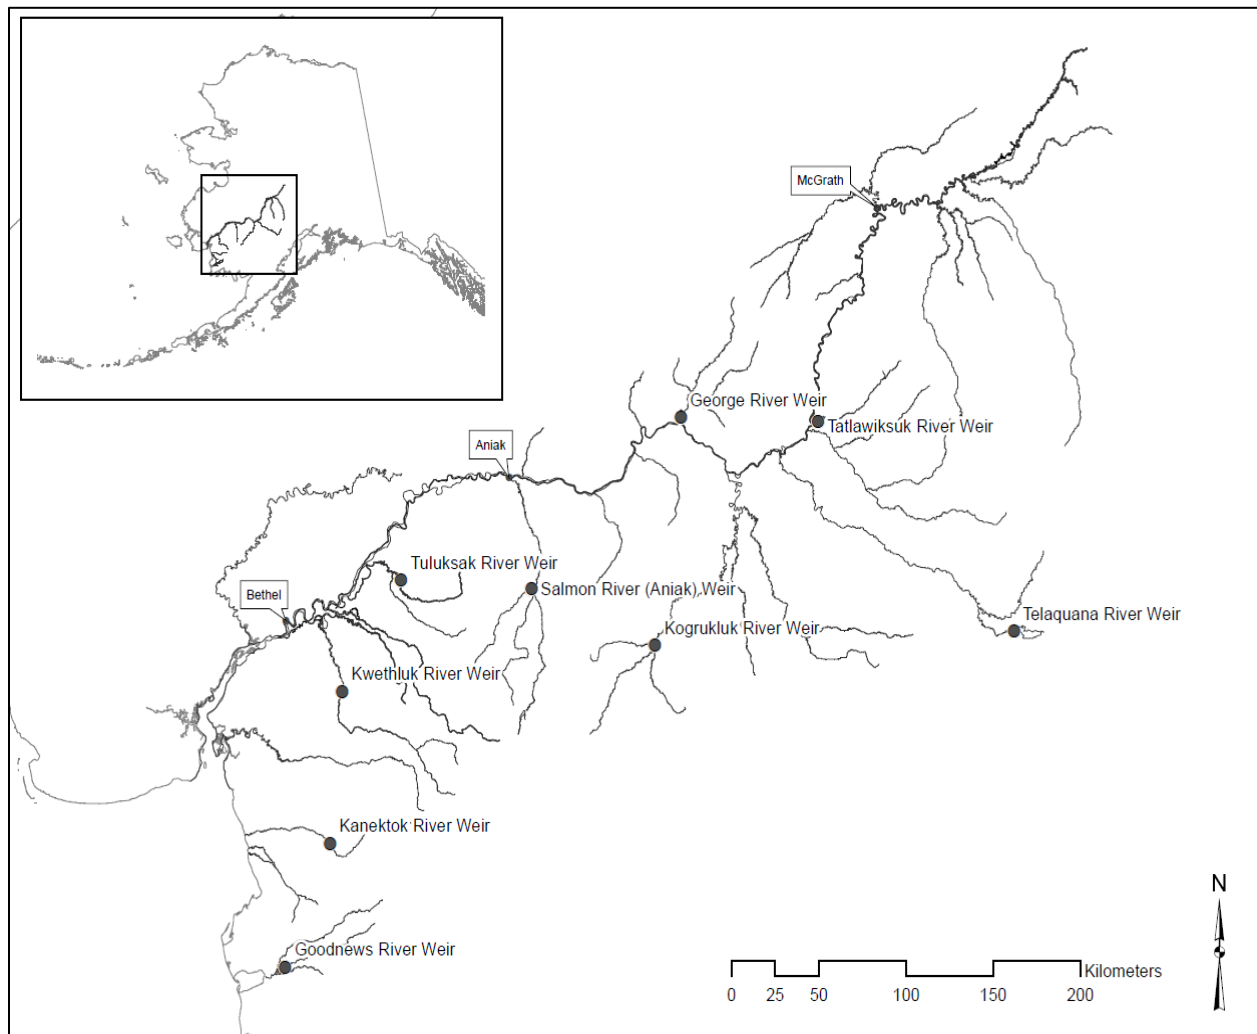 McGrath
George River Weir
Tatlawiksuk River Weir
Aniak
Tuluksak River Weir
Salmon River (Aniak) Weir
Bethel
Telaquana River Weir
Kogrukluk River Weir
Kwethluk River Weir
Kanektok River Weir
N
Goodnews River Weir
Kilometers
0 25 50 100 150 200